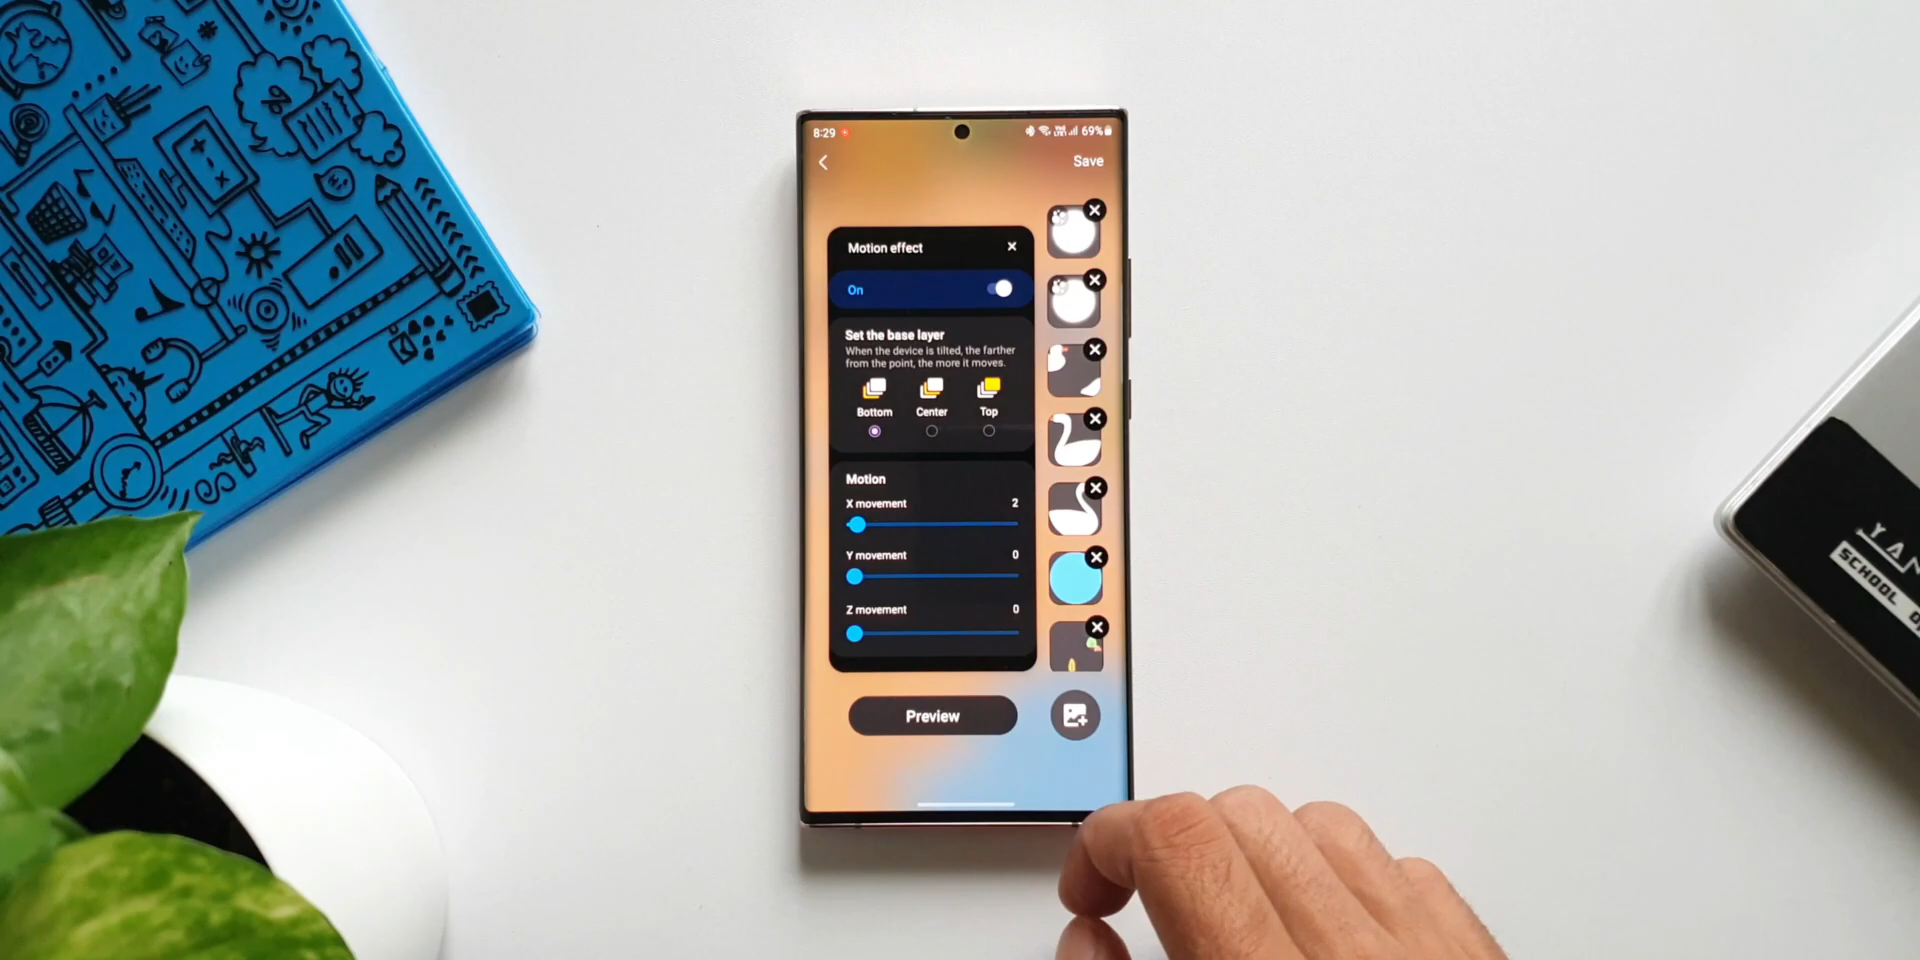 8:29 69%
Save
Motion effect
On
Set the base layer
When the device is tilted, the farther
from the point, the more it moves.
Bottom Center Top
Motion
X movement 2
Y movement 0
Z movement 0
Preview
SCHOOL